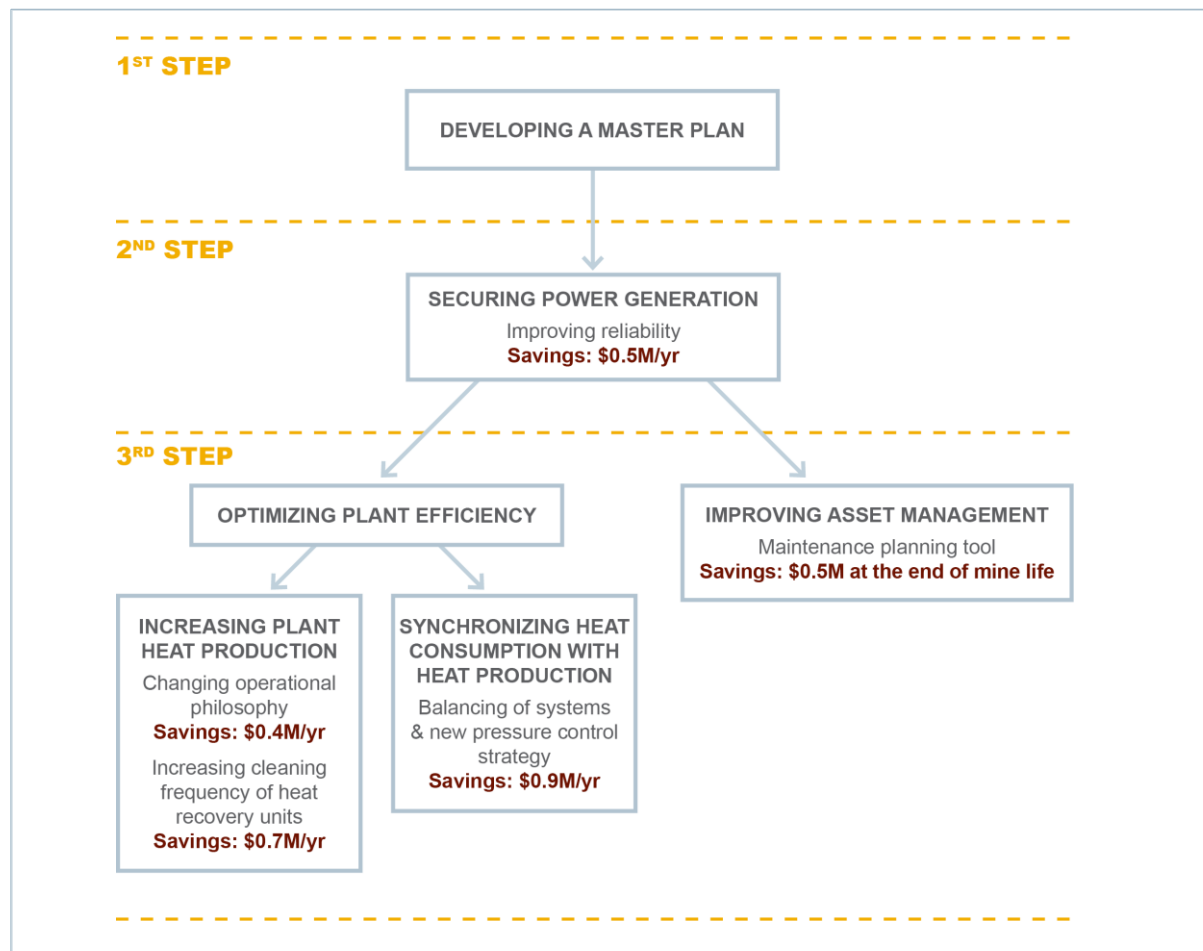 1ST STEP
DEVELOPING A MASTER PLAN
2ND STEP
SECURING POWER GENERATION
Improving reliability
Savings: $0.5M/yr
3RD STEP
OPTIMIZING PLANT EFFICIENCY
IMPROVING ASSET MANAGEMENT
Maintenance planning tool
Savings: $0.5M at the end of mine life
INCREASING PLANT
HEAT PRODUCTION
Changing operational
philosophy
Savings: $0.4M/yr
Increasing cleaning
frequency of heat
recovery units
Savings: $0.7M/yr
SYNCHRONIZING HEAT
CONSUMPTION WITH
HEAT PRODUCTION
Balancing of systems
& new pressure control
strategy
Savings: $0.9M/yr